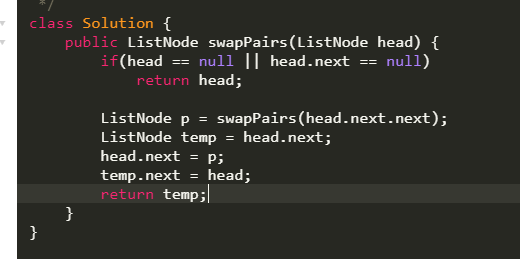 */
class Solution {
public ListNode swapPairs(ListNode head) {
if(head == null || head.next == null)
return head;
ListNode p = swapPairs(head.next.next);
ListNode temp = head.next;
head.next = p;
temp.next = head;
return temp;
}
}